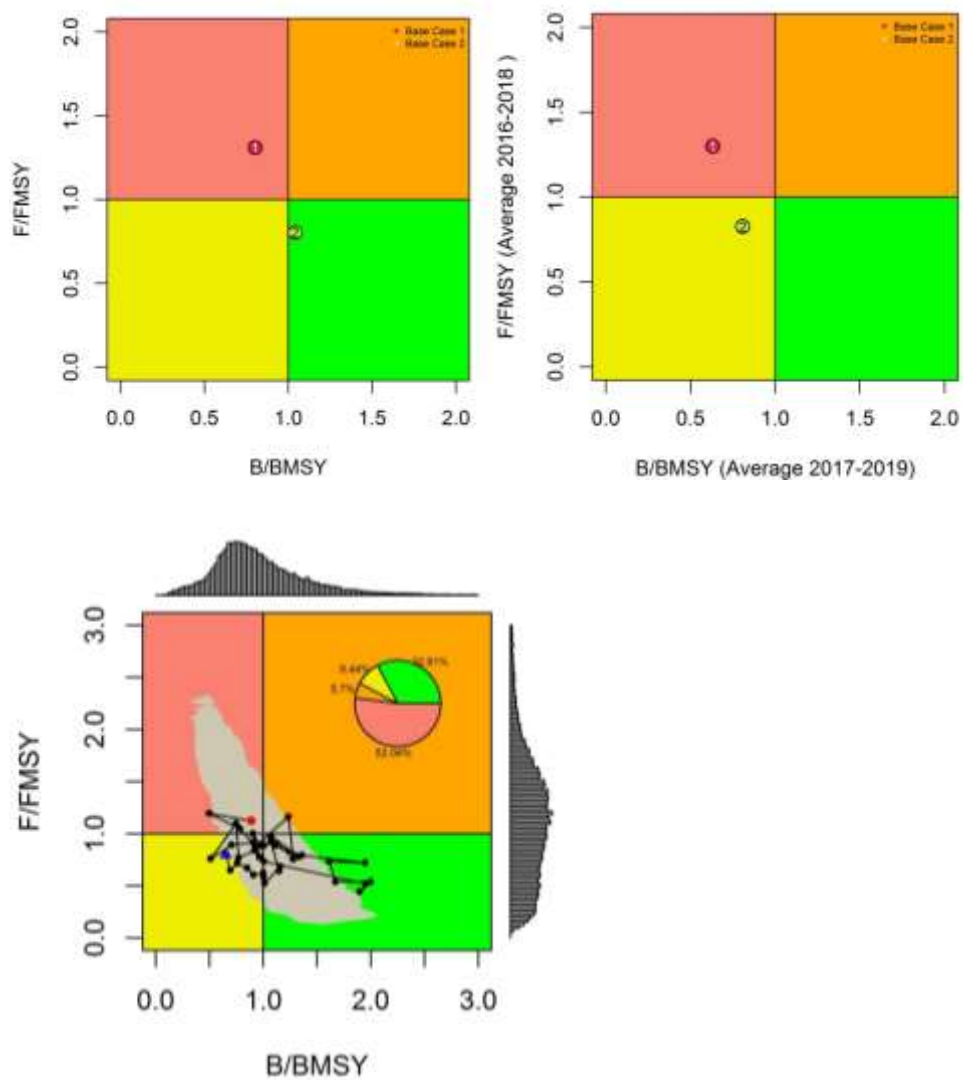 2.0
1.5
1.0
0.5
0.0
F/FMSY
Base Case 1
Base Case 2
1
2
0.0 0.5 1.0 1.5 2.0
B/BMSY
2.0
1.5
1.0
0.5
0.0
F/FMSY (Average 2016-2018 )
Base Case 1
Base Case 2
1
2
0.0 0.5 1.0 1.5 2.0
B/BMSY (Average 2017-2019)
3.0
2.0
1.0
0.0
F/FMSY
0.0 1.0 2.0 3.0
B/BMSY